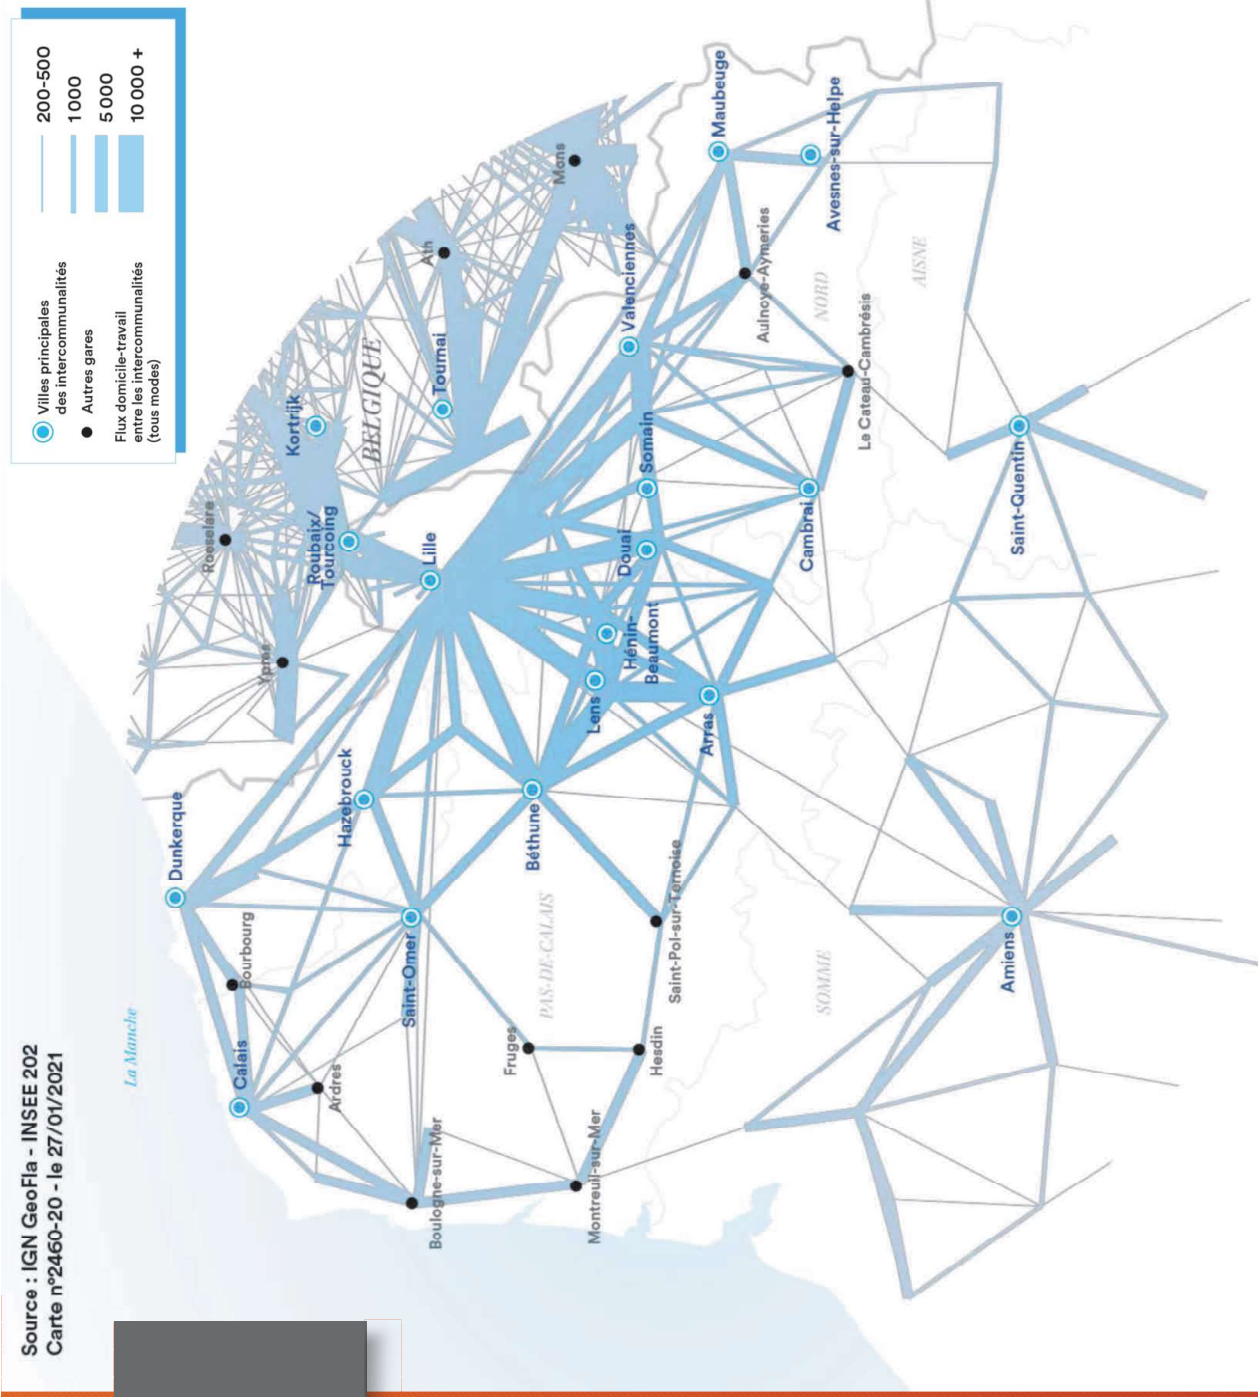 Source : IGN GeoFla - INSEE 202
Carte n°2460-20 - le 27/01/2021
Villes principales
des intercommunalités
Autres gares
Flux domicile-travail
entre les intercommunalités
(tous modes)
200-500
1 000
5 000
10 000 +
La Manche
Dunkerque
Bourbourg
Calais
Ardres
Boulogne-sur-Mer
Saint-Omer
Hazebrouck
Ypres
Roeselare
Roubaix/
Tourcoing
Kortrijk
BELGIQUE
Lille
Tournai
Ath
Mons
Béthune
PAS-DE-CALAIS
Fruges
Hesdin
Montreuil-sur-Mer
Saint-Pol-sur-Ternoise
Lens
Hénin-
Beaumont
Douai
Somain
Valenciennes
Maubeuge
Arras
Aulnoye-Aymeries
Avesnes-sur-Helpe
NORD
Cambrai
Le Cateau-Cambrésis
AISNE
SOMME
Amiens
Saint-Quentin